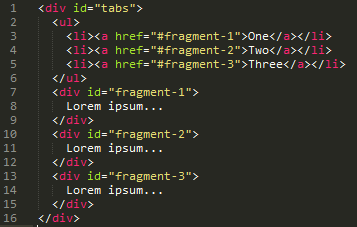 1 <div id="tabs">
2   <ul>
3     <li><a href="#fragment-1">One</a></li>
4     <li><a href="#fragment-2">Two</a></li>
5     <li><a href="#fragment-3">Three</a></li>
6   </ul>
7   <div id="fragment-1">
8     Lorem ipsum...
9   </div>
10   <div id="fragment-2">
11     Lorem ipsum...
12   </div>
13   <div id="fragment-3">
14     Lorem ipsum...
15   </div>
16 </div>